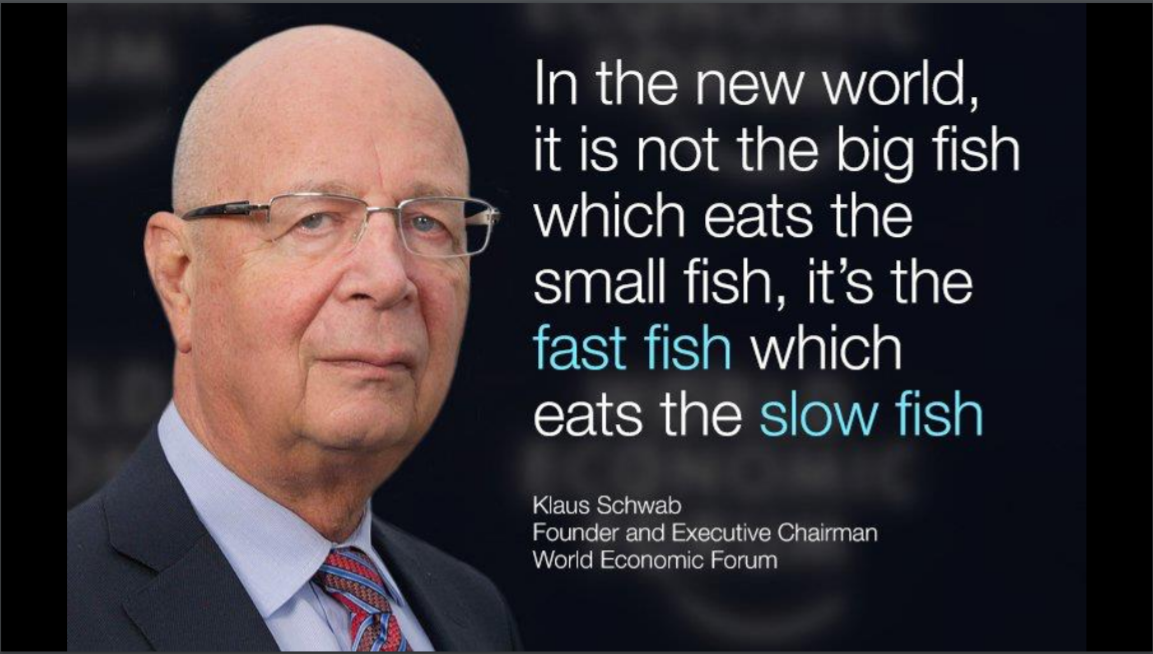 In the new world,
it is not the big fish
which eats the
small fish, it's the
fast fish which
eats the slow fish
Klaus Schwab
Founder and Executive Chairman
World Economic Forum